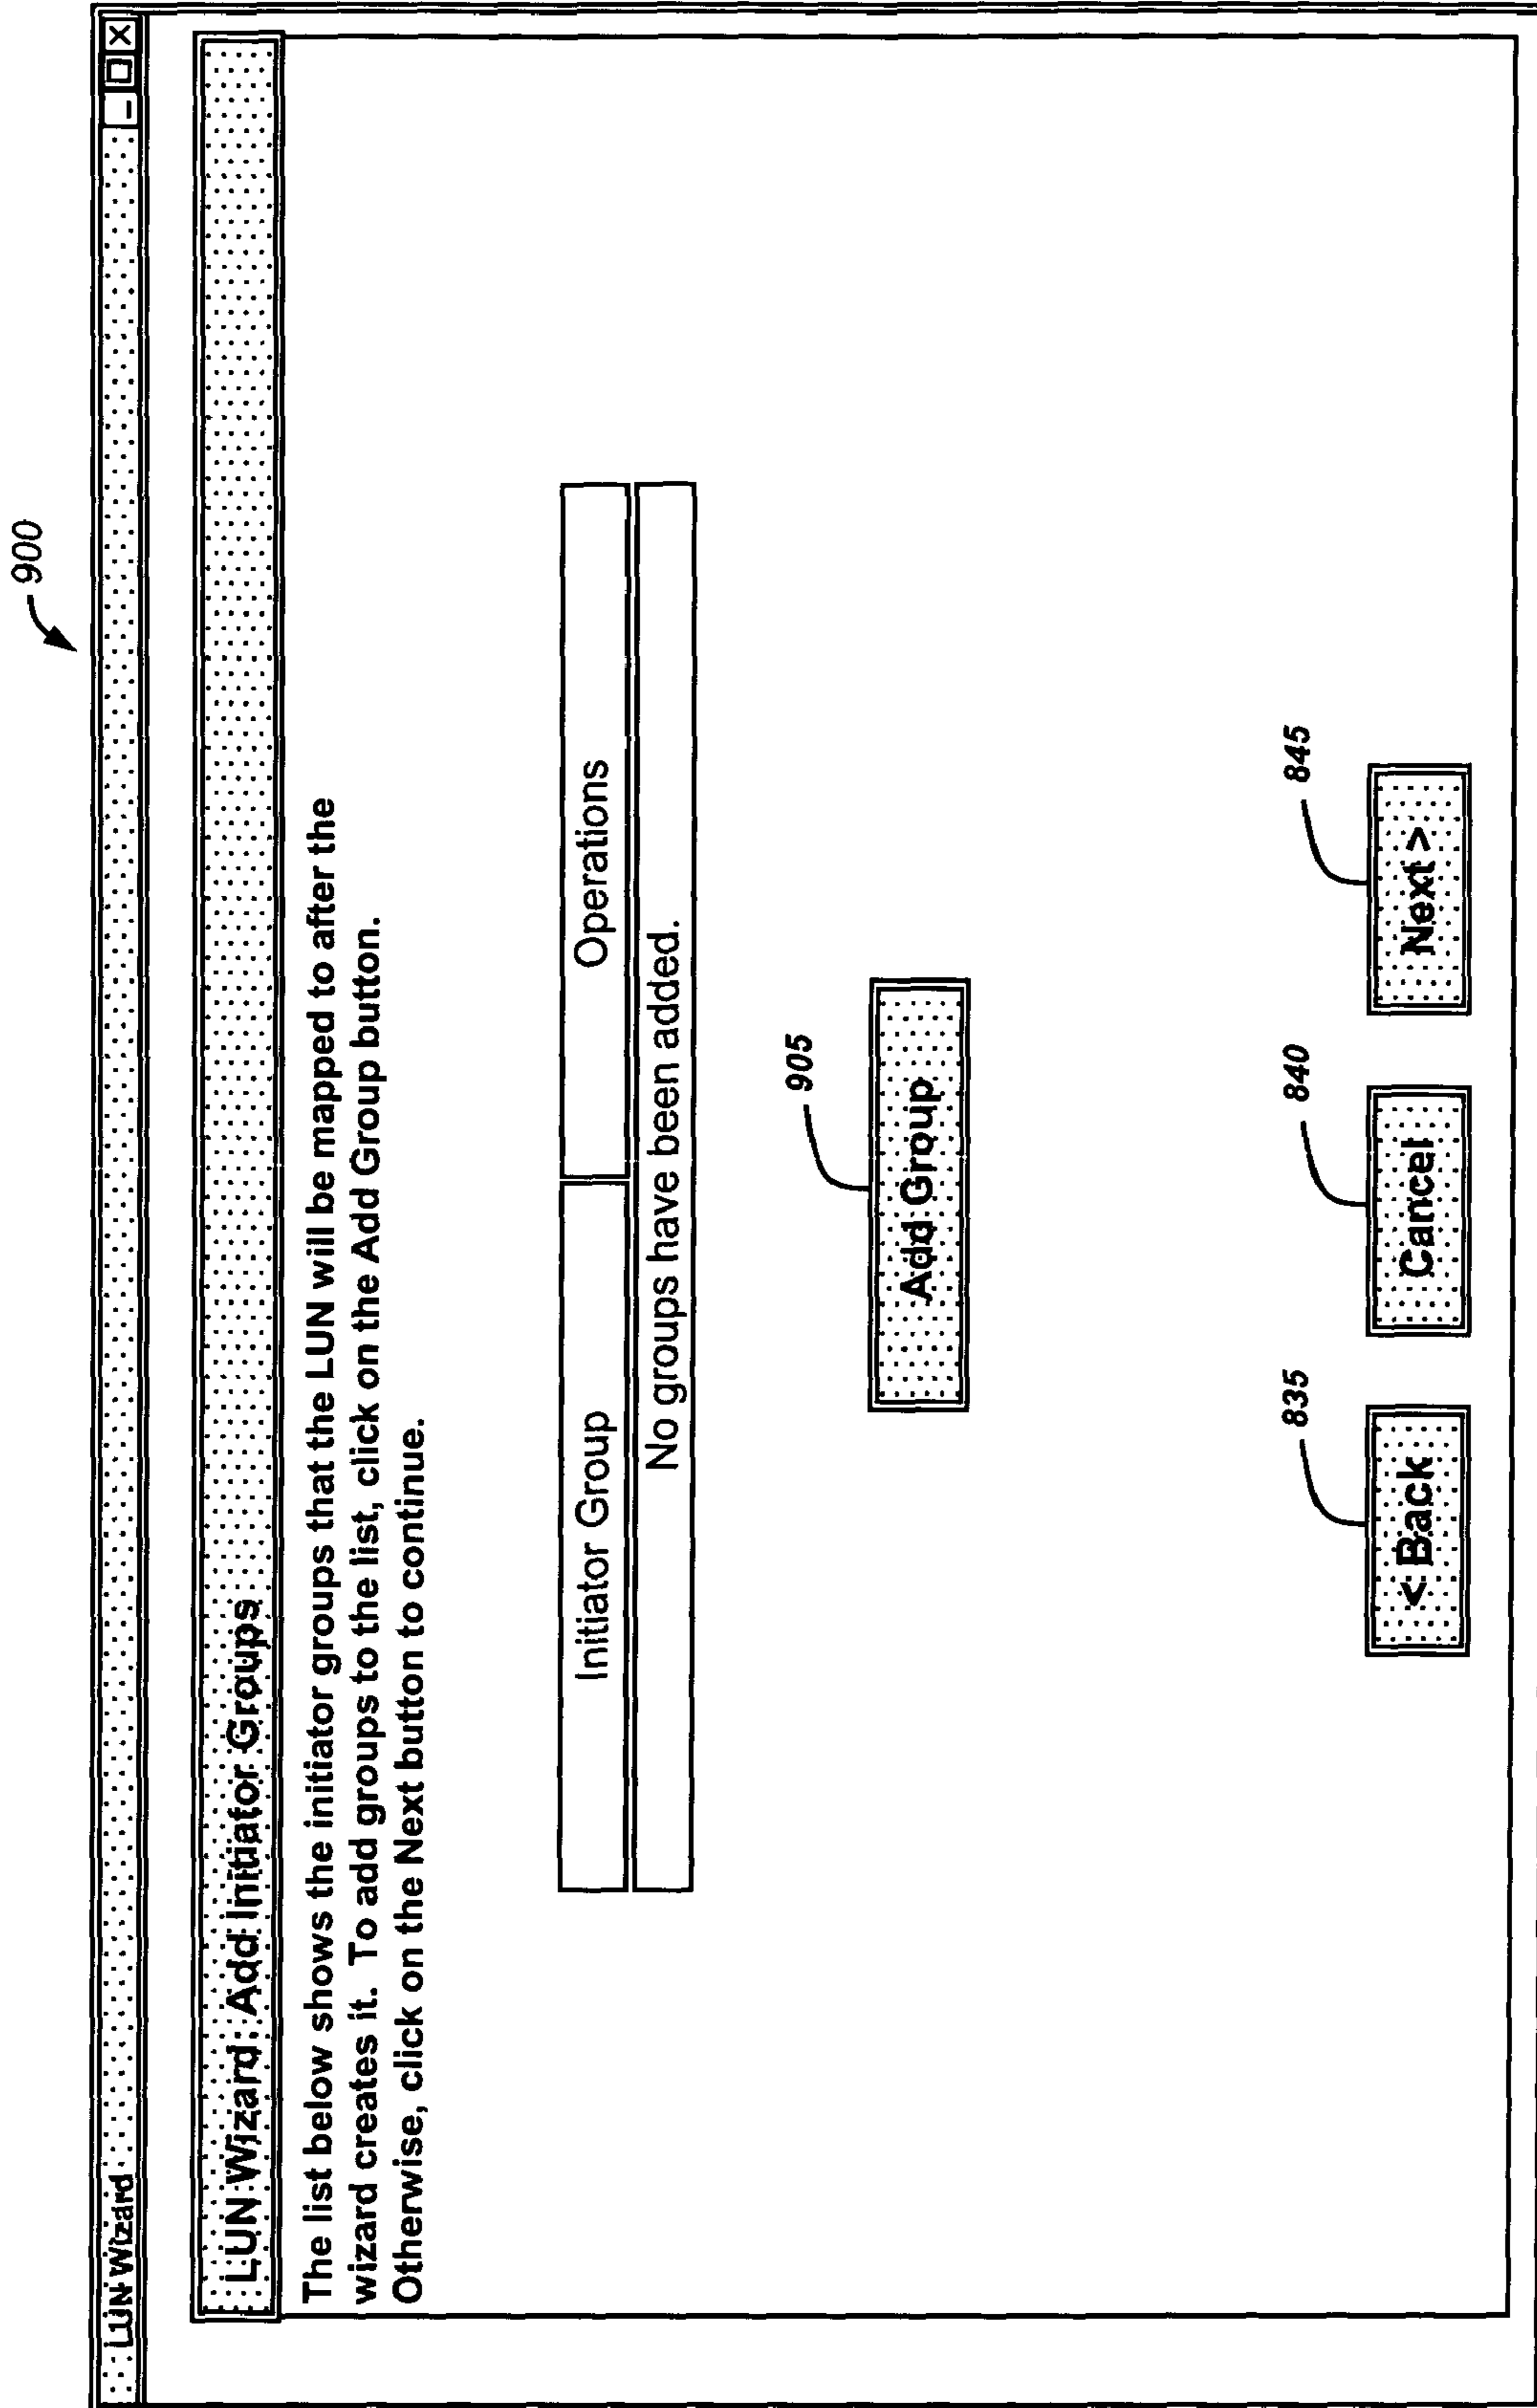 900
LUN Wizard
LUN Wizard: Add Initiator Groups
The list below shows the initiator groups that the LUN will be mapped to after the
wizard creates it. To add groups to the list, click on the Add Group button.
Otherwise, click on the Next button to continue.
Initiator Group Operations
No groups have been added.
905
Add Group
835 840 845
< Back Cancel Next >